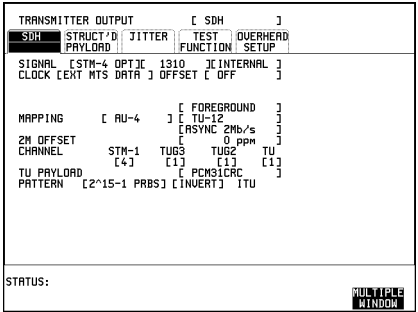 TRANSMITTER OUTPUT [ SDH ]
SDH STRUCT'D PAYLOAD JITTER TEST FUNCTION OVERHEAD SETUP
SIGNAL [STM-4 OPT][ 1310 ][INTERNAL ]
CLOCK [EXT MTS DATA ] OFFSET [ OFF ]
[ FOREGROUND ]
MAPPING [ AU-4 ] [ TU-12 ]
[ASYNC 2Mb/s ]
2M OFFSET [ 0 ppm ]
CHANNEL STM-1 TUG3 TUG2 TU
[4] [1] [1] [1]
TU PAYLOAD [ PCM31CRC ]
PATTERN [2^15-1 PRBS] [INVERT] ITU
STATUS:
MULTIPLE
WINDOW